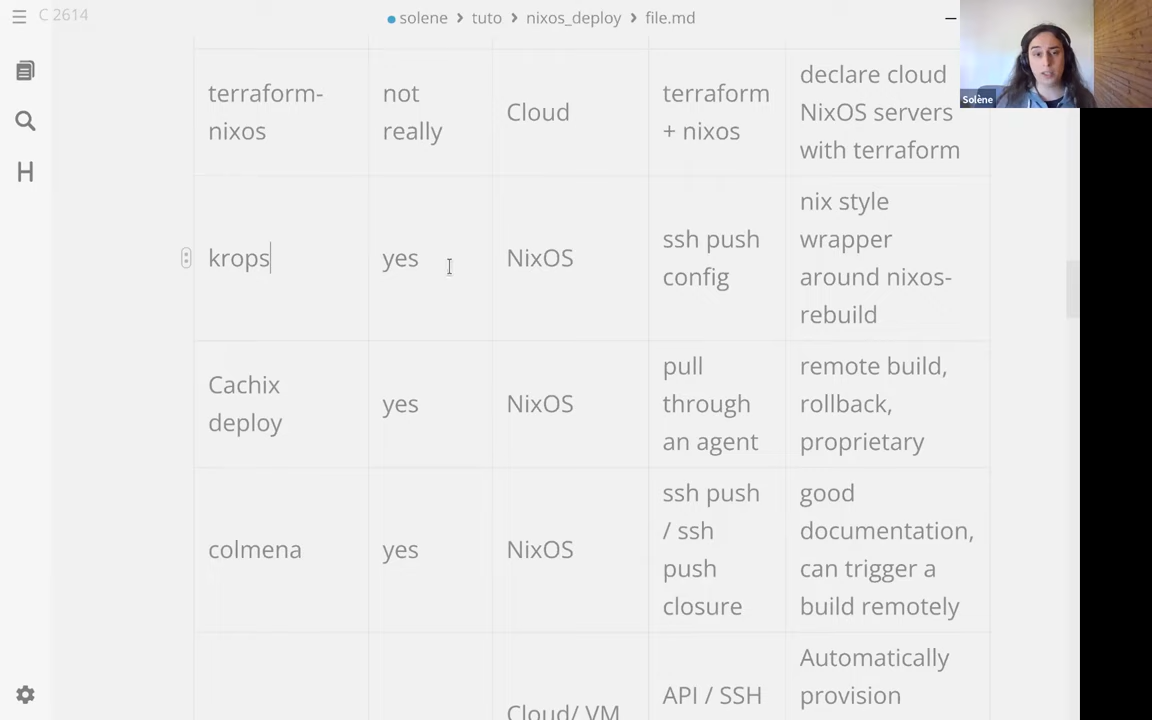 C 2614
solene > tuto > nixos_deploy > file.md
terraform-
nixos
not
really
Cloud
terraform
+ nixos
declare cloud
NixOS servers
with terraform
krops
yes
NixOS
ssh push
config
nix style
wrapper
around nixos-
rebuild
Cachix
deploy
yes
NixOS
pull
through
an agent
remote build,
rollback,
proprietary
colmena
yes
NixOS
ssh push
/ ssh
push
closure
good
documentation,
can trigger a
build remotely
Cloud/ VM
API / SSH
Automatically
provision
Solène